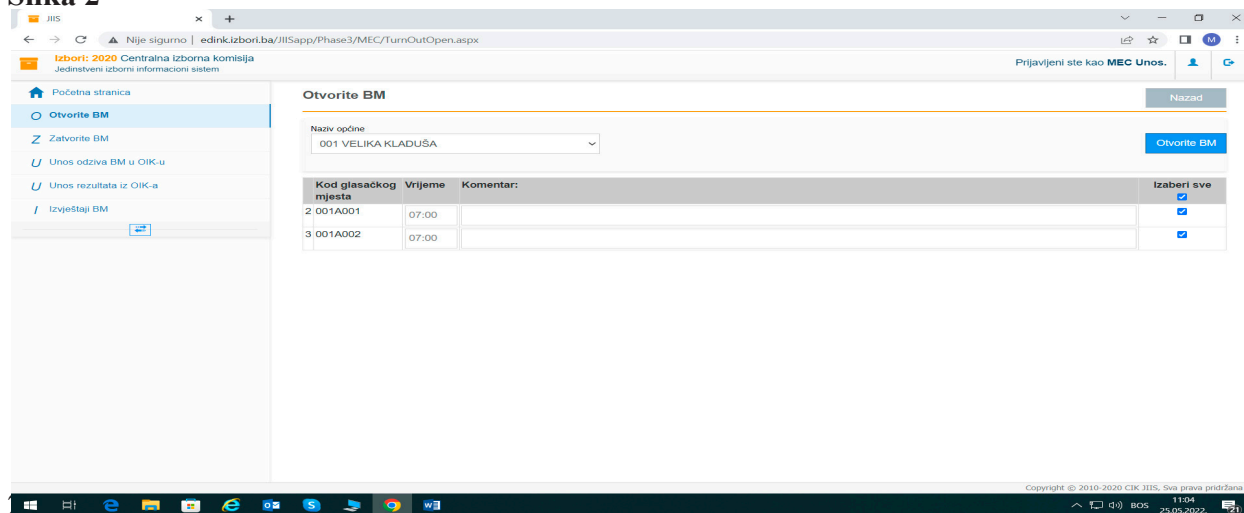 Slika 2
JIIS
Nije sigurno | edink.izbori.ba/JIISapp/Phase3/MEC/TurnOutOpen.aspx
M
Izbori: 2020 Centralna izborna komisija
Jedinstveni izborni informacioni sistem
Prijavljeni ste kao MEC Unos.
Početna stranica
O Otvorite BM
Z Zatvorite BM
U Unos odziva BM u OIK-u
U Unos rezultata iz OIK-a
I Izvještaji BM
Otvorite BM
Nazad
Naziv općine
001 VELIKA KLADUŠA
Otvorite BM
Kod glasačkog mjesta Vrijeme Komentar: Izaberi sve
2 001A001 07:00
3 001A002 07:00
Copyright © 2010-2020 CIK JIIS, Sva prava pridržana
BOS
11:04
25.05.2022.
21